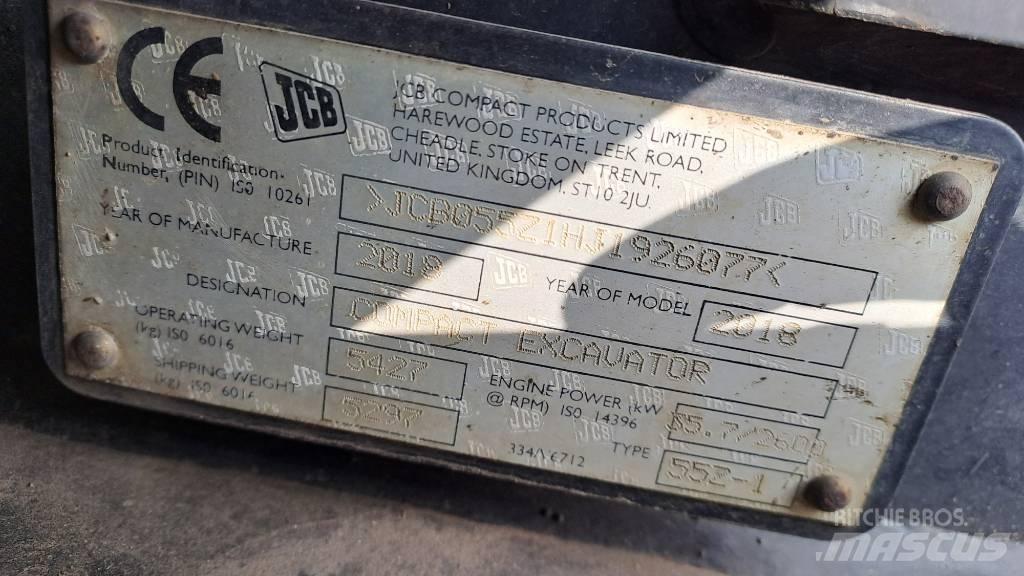 CE
JCB
JCB COMPACT PRODUCTS LIMITED
HAREWOOD ESTATE, LEEK ROAD,
CHEADLE, STOKE ON TRENT,
UNITED KINGDOM, ST10 2JU.
Product Identification
Number, (PIN) ISO 10261
>JCB055Z1HJ1926077<
YEAR OF MANUFACTURE 2018
YEAR OF MODEL 2018
DESIGNATION COMPACT EXCAVATOR
OPERATING WEIGHT
(kg) ISO 6016
5427
SHIPPING WEIGHT
(kg) ISO 6016
5297
ENGINE POWER (kW
@ RPM) ISO 14396
35.7/2600
334/V6712
TYPE 55Z-1
RITCHIE BROS.
MASCUS